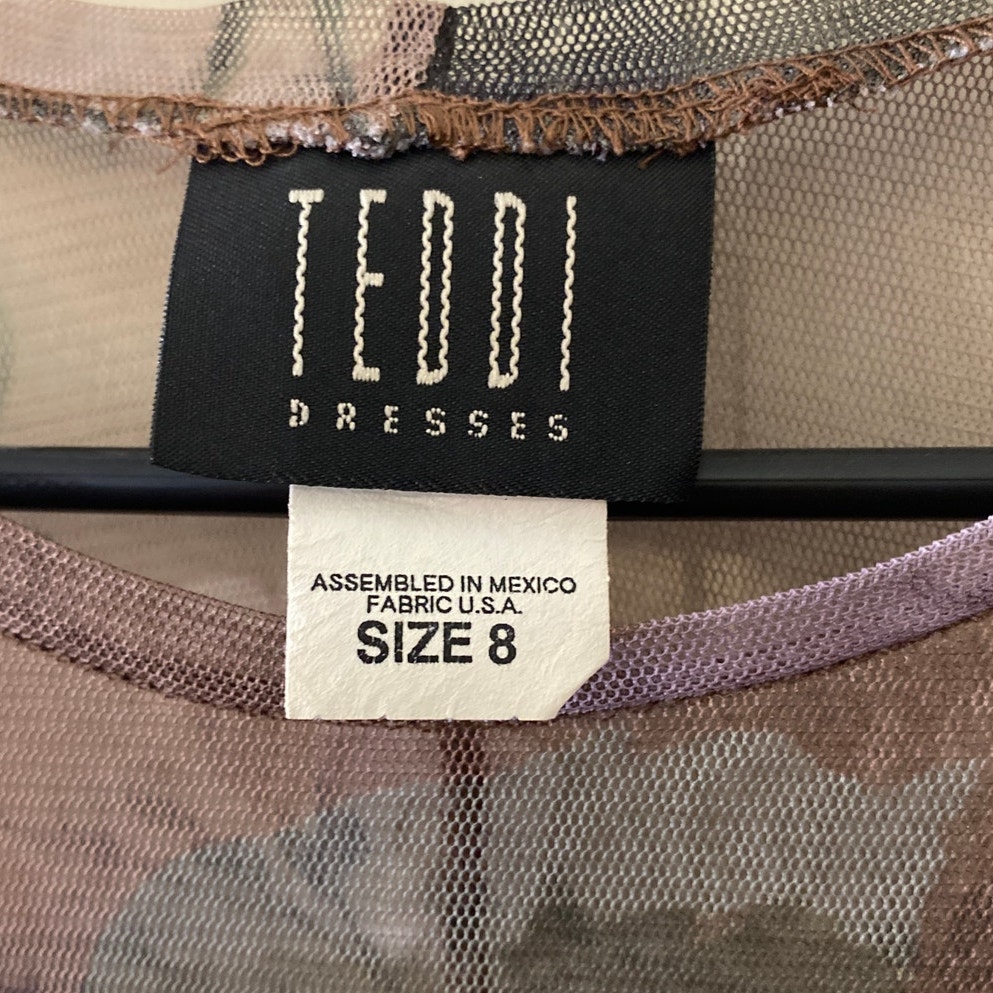 TEDDI
DRESSES
ASSEMBLED IN MEXICO
FABRIC U.S.A.
SIZE 8